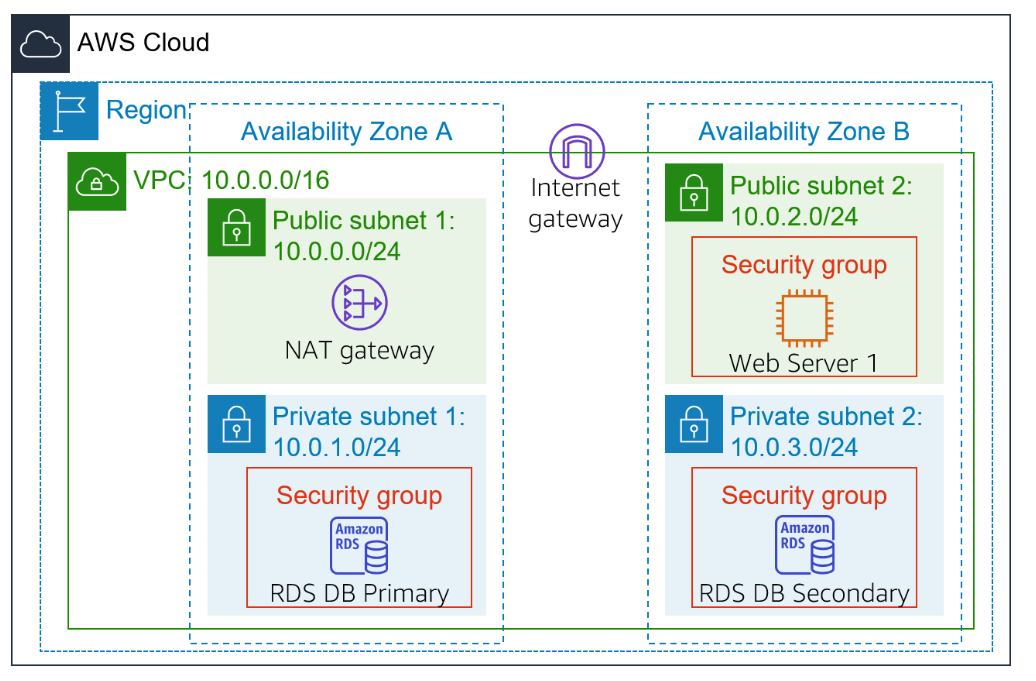 AWS Cloud
Region
Availability Zone A
Availability Zone B
VPC: 10.0.0.0/16
Internet
gateway
Public subnet 1:
10.0.0.0/24
NAT gateway
Public subnet 2:
10.0.2.0/24
Security group
Web Server 1
Private subnet 1:
10.0.1.0/24
Security group
Amazon
RDS
RDS DB Primary
Private subnet 2:
10.0.3.0/24
Security group
Amazon
RDS
RDS DB Secondary